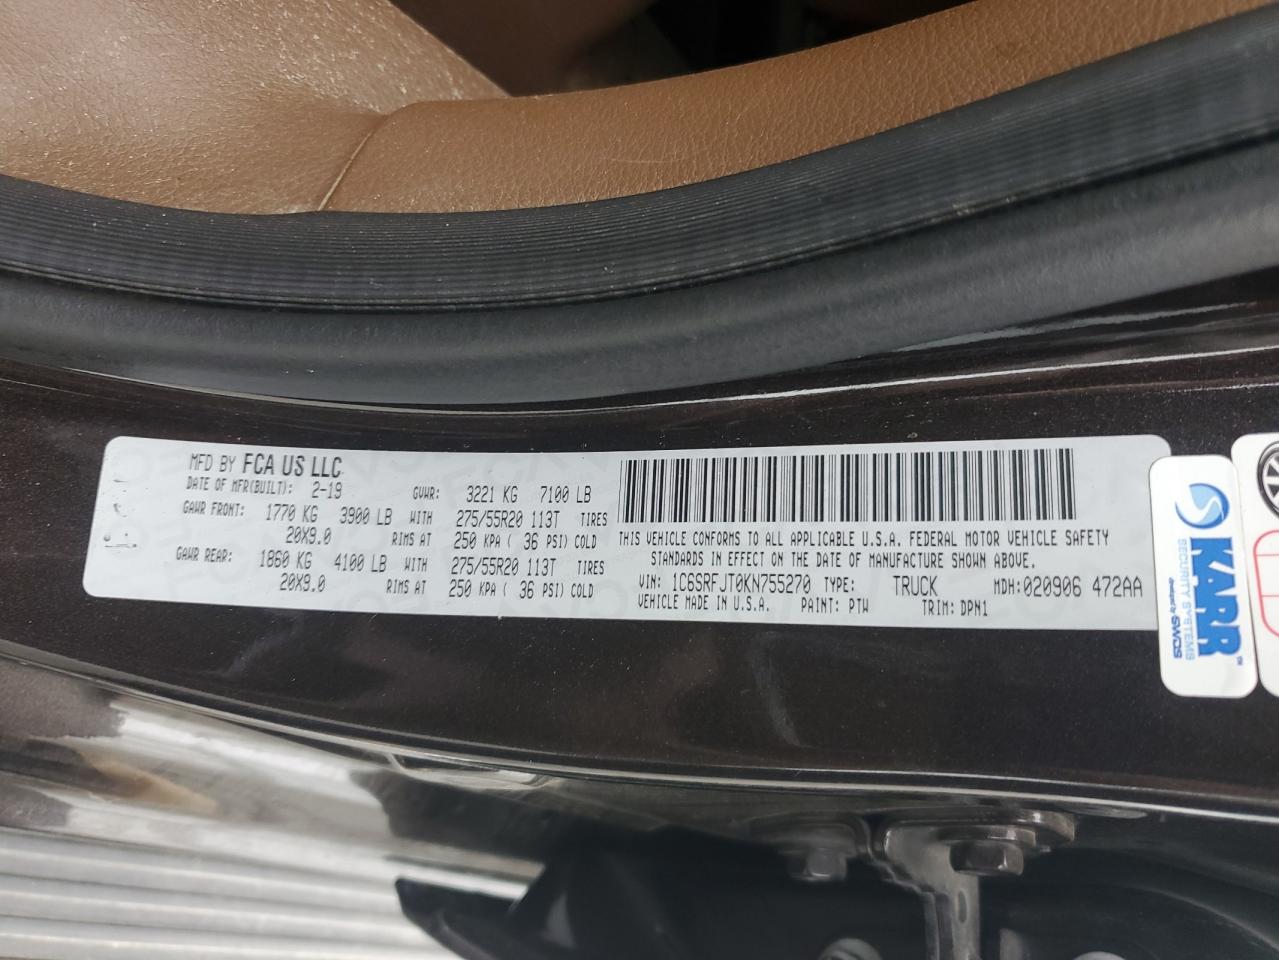 MFD BY FCA US LLC
DATE OF MFR(BUILT): 2-19 GVWR: 3221 KG 7100 LB
GAWR FRONT: 1770 KG 3900 LB WITH 275/55R20 113T TIRES
20X9.0 RIMS AT 250 KPA ( 36 PSI) COLD
GAWR REAR: 1860 KG 4100 LB WITH 275/55R20 113T TIRES
20X9.0 RIMS AT 250 KPA ( 36 PSI) COLD
THIS VEHICLE CONFORMS TO ALL APPLICABLE U.S.A. FEDERAL MOTOR VEHICLE SAFETY
STANDARDS IN EFFECT ON THE DATE OF MANUFACTURE SHOWN ABOVE.
VIN: 1C6SRFJT0KN755270 TYPE: TRUCK MDH: 020906 472AA
VEHICLE MADE IN U.S.A. PAINT: PTW TRIM: DPN1
KARR™
SECURITY SYSTEMS
SWDS